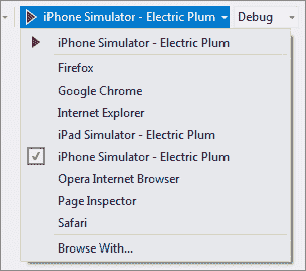 iPhone Simulator - Electric Plum Debug
iPhone Simulator - Electric Plum
Firefox
Google Chrome
Internet Explorer
iPad Simulator - Electric Plum
iPhone Simulator - Electric Plum
Opera Internet Browser
Page Inspector
Safari
Browse With...